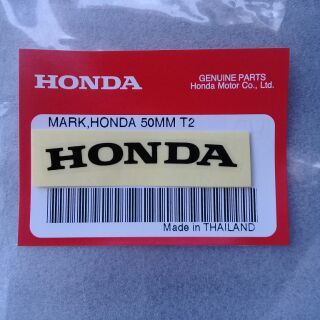 HONDA
GENUINE PARTS
Honda Motor Co., Ltd.
MARK,HONDA 50MM T2
HONDA
Made in THAILAND